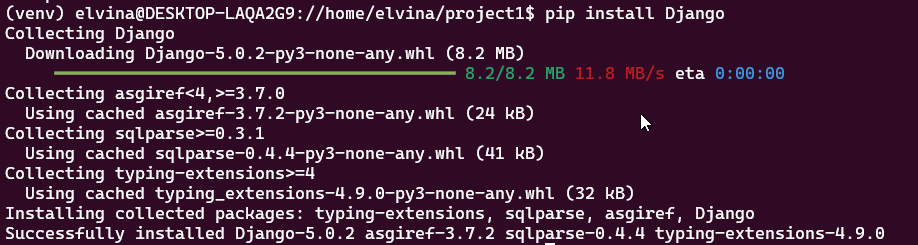 (venv) elvina@DESKTOP-LAQA2G9://home/elvina/project1$ pip install Django
Collecting Django
  Downloading Django-5.0.2-py3-none-any.whl (8.2 MB)
8.2/8.2 MB 11.8 MB/s eta 0:00:00
Collecting asgiref<4,>=3.7.0
  Using cached asgiref-3.7.2-py3-none-any.whl (24 kB)
Collecting sqlparse>=0.3.1
  Using cached sqlparse-0.4.4-py3-none-any.whl (41 kB)
Collecting typing-extensions>=4
  Using cached typing_extensions-4.9.0-py3-none-any.whl (32 kB)
Installing collected packages: typing-extensions, sqlparse, asgiref, Django
Successfully installed Django-5.0.2 asgiref-3.7.2 sqlparse-0.4.4 typing-extensions-4.9.0